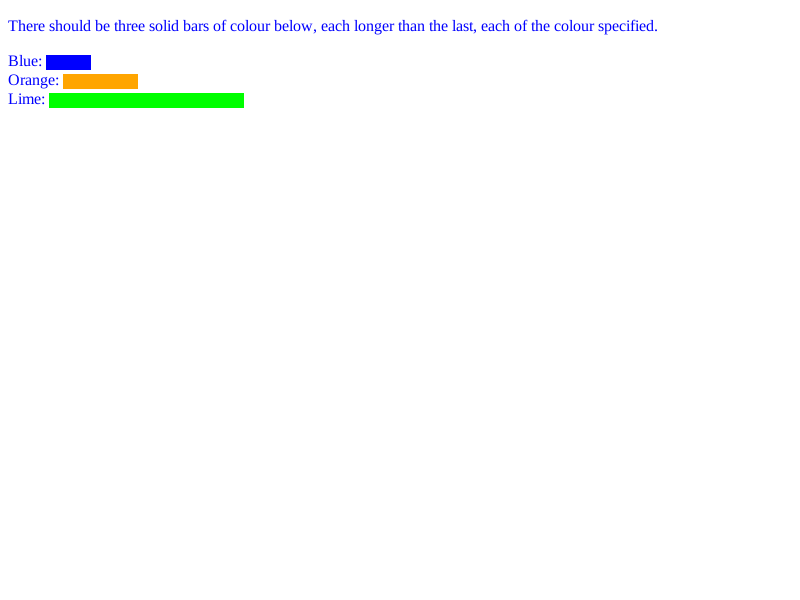 There should be three solid bars of colour below, each longer than the last, each of the colour specified.
Blue:
Orange:
Lime: